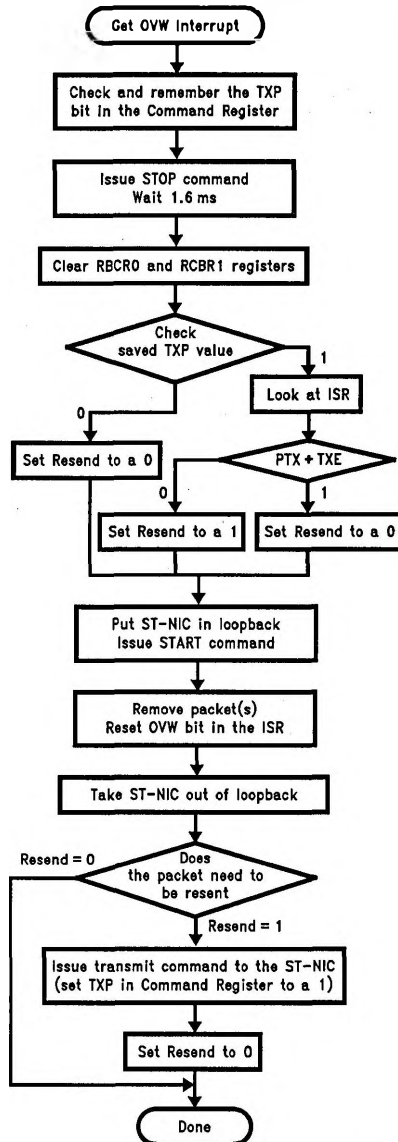 Get OVW Interrupt
Check and remember the TXP
bit in the Command Register
Issue STOP command
Wait 1.6 ms
Clear RBCR0 and RCBR1 registers
Check
saved TXP value
1
0
Look at ISR
Set Resend to a 0
PTX + TXE
0
1
Set Resend to a 1
Set Resend to a 0
Put ST-NIC in loopback
Issue START command
Remove packet(s)
Reset OVW bit in the ISR
Take ST-NIC out of loopback
Resend = 0
Does
the packet need to
be resent
Resend = 1
Issue transmit command to the ST-NIC
(set TXP in Command Register to a 1)
Set Resend to 0
Done